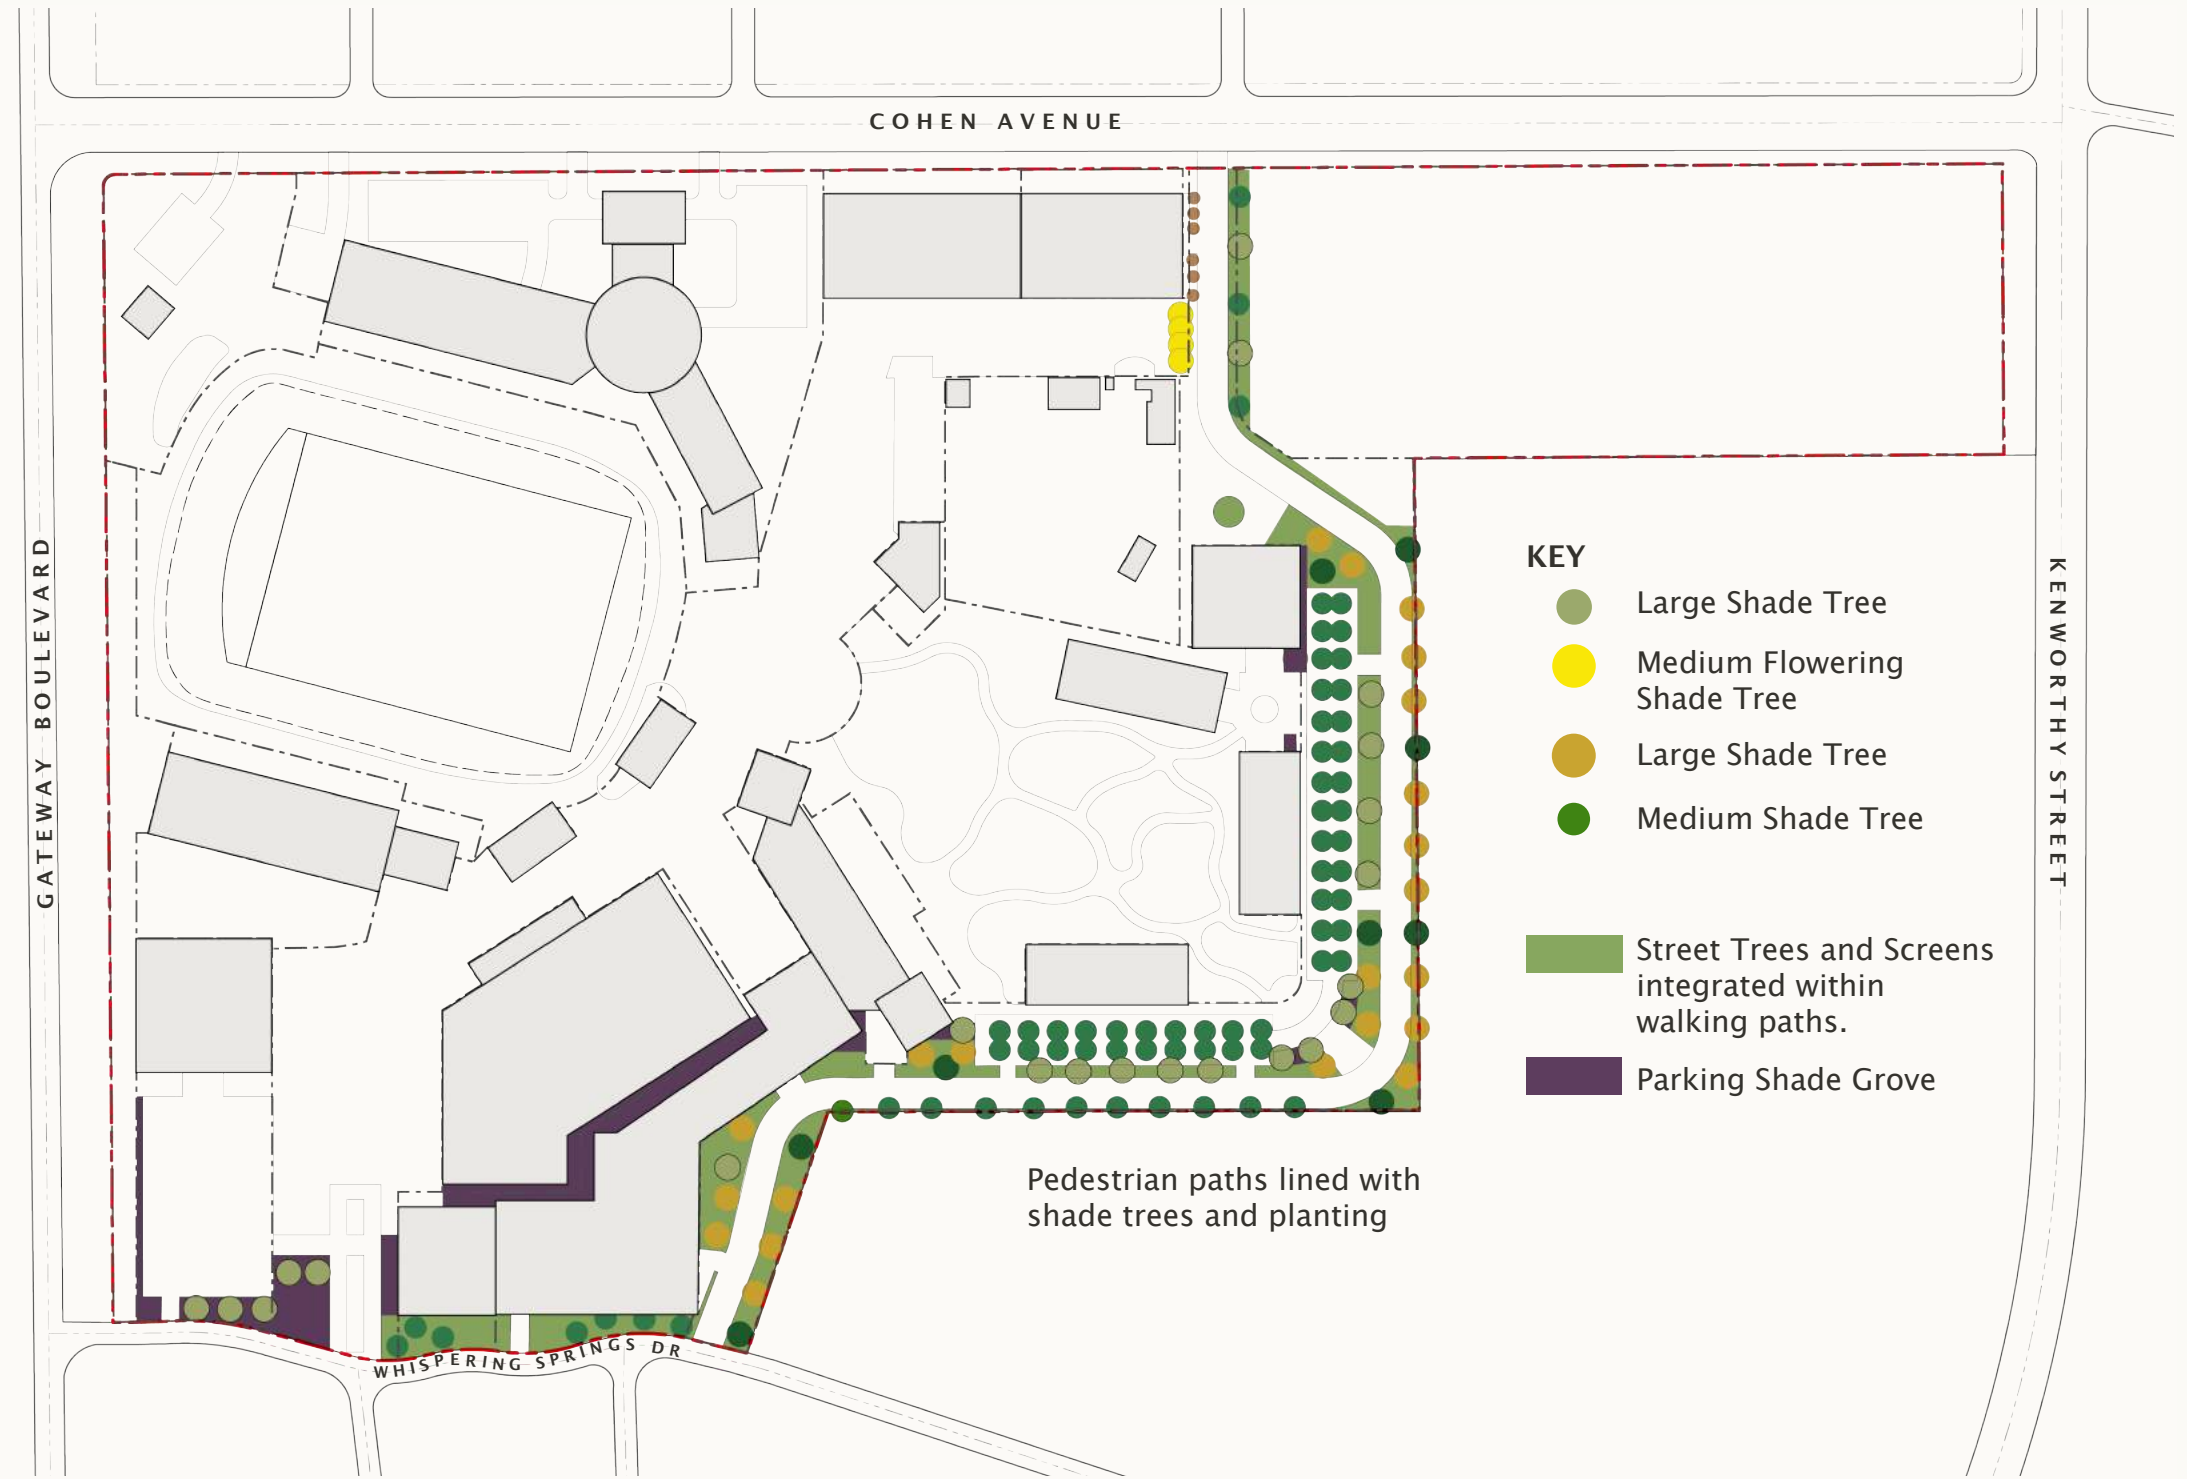 COHEN AVENUE
GATEWAY BOULEVARD
KENWORTHY STREET
KEY
Large Shade Tree
Medium Flowering
Shade Tree
Large Shade Tree
Medium Shade Tree
Street Trees and Screens
integrated within
walking paths.
Parking Shade Grove
Pedestrian paths lined with
shade trees and planting
WHISPERING SPRINGS DR